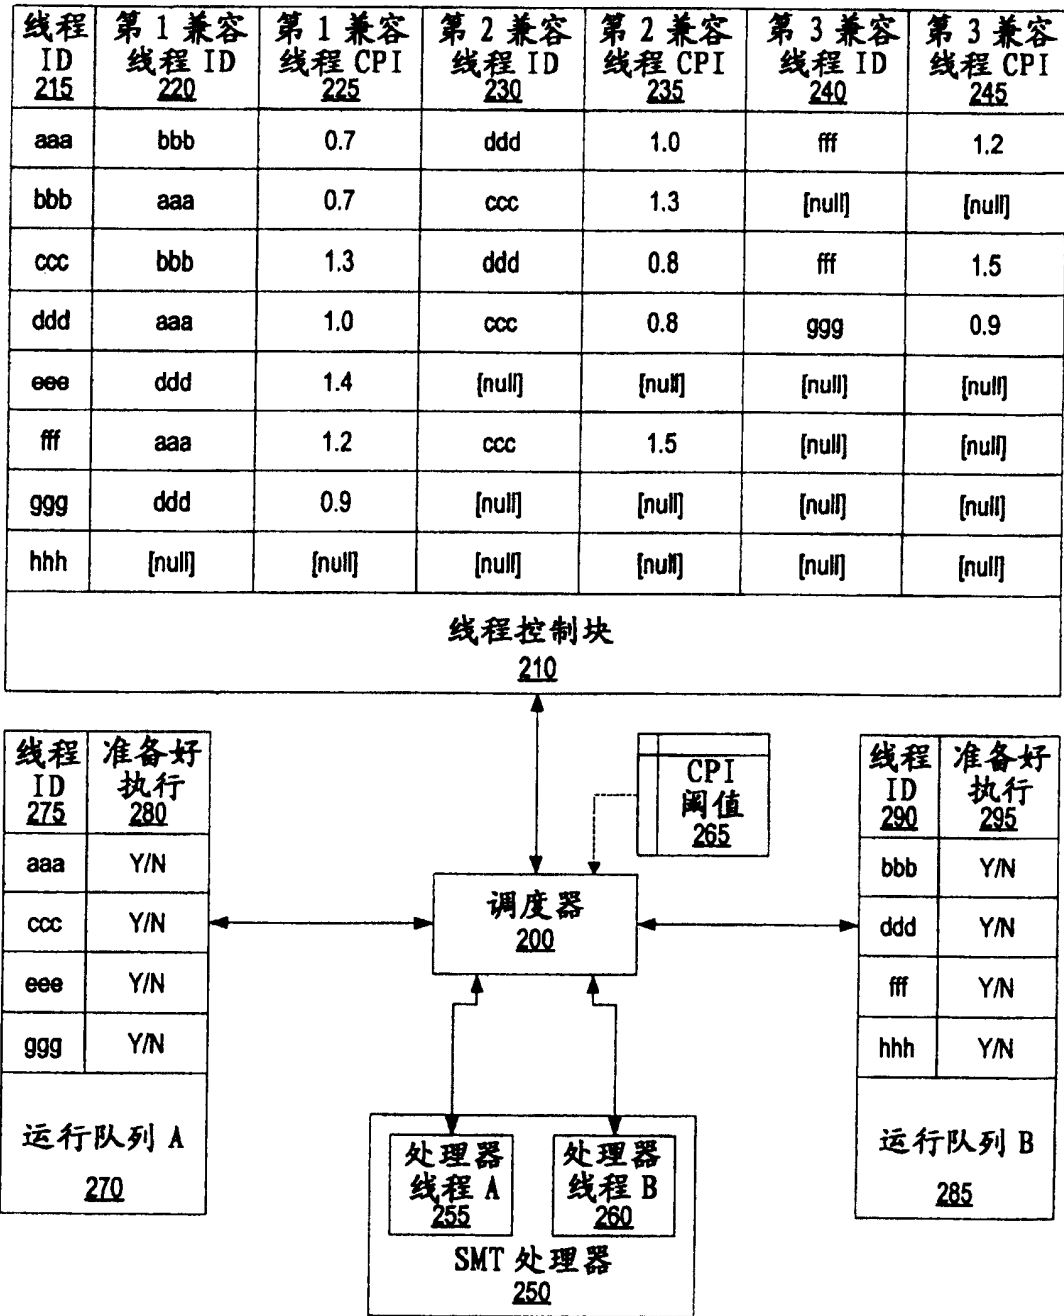 线程 第 1 兼容 第 1 兼容 第 2 兼容 第 2 兼容 第 3 兼容 第 3 兼容
ID 线程 ID 线程 CPI 线程 ID 线程 CPI 线程 ID 线程 CPI
215 220 225 230 235 240 245
aaa bbb 0.7 ddd 1.0 fff 1.2
bbb aaa 0.7 ccc 1.3 [null] [null]
ccc bbb 1.3 ddd 0.8 fff 1.5
ddd aaa 1.0 ccc 0.8 ggg 0.9
eee ddd 1.4 [null] [null] [null] [null]
fff aaa 1.2 ccc 1.5 [null] [null]
ggg ddd 0.9 [null] [null] [null] [null]
hhh [null] [null] [null] [null] [null] [null]
线程控制块
210
线程 准备好
ID 执行
275 280
aaa Y/N
ccc Y/N
eee Y/N
ggg Y/N
运行队列 A
270
CPI
阈值
265
调度器
200
线程 准备好
ID 执行
290 295
bbb Y/N
ddd Y/N
fff Y/N
hhh Y/N
运行队列 B
285
处理器
线程 A
255
处理器
线程 B
260
SMT 处理器
250